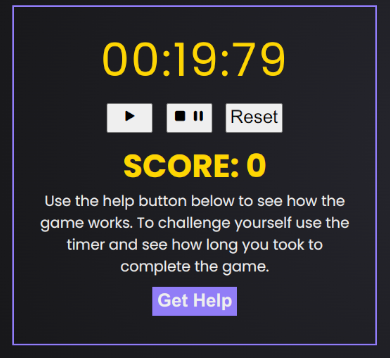 00:19:79
Reset
SCORE: 0
Use the help button below to see how the
game works. To challenge yourself use the
timer and see how long you took to
complete the game.
Get Help